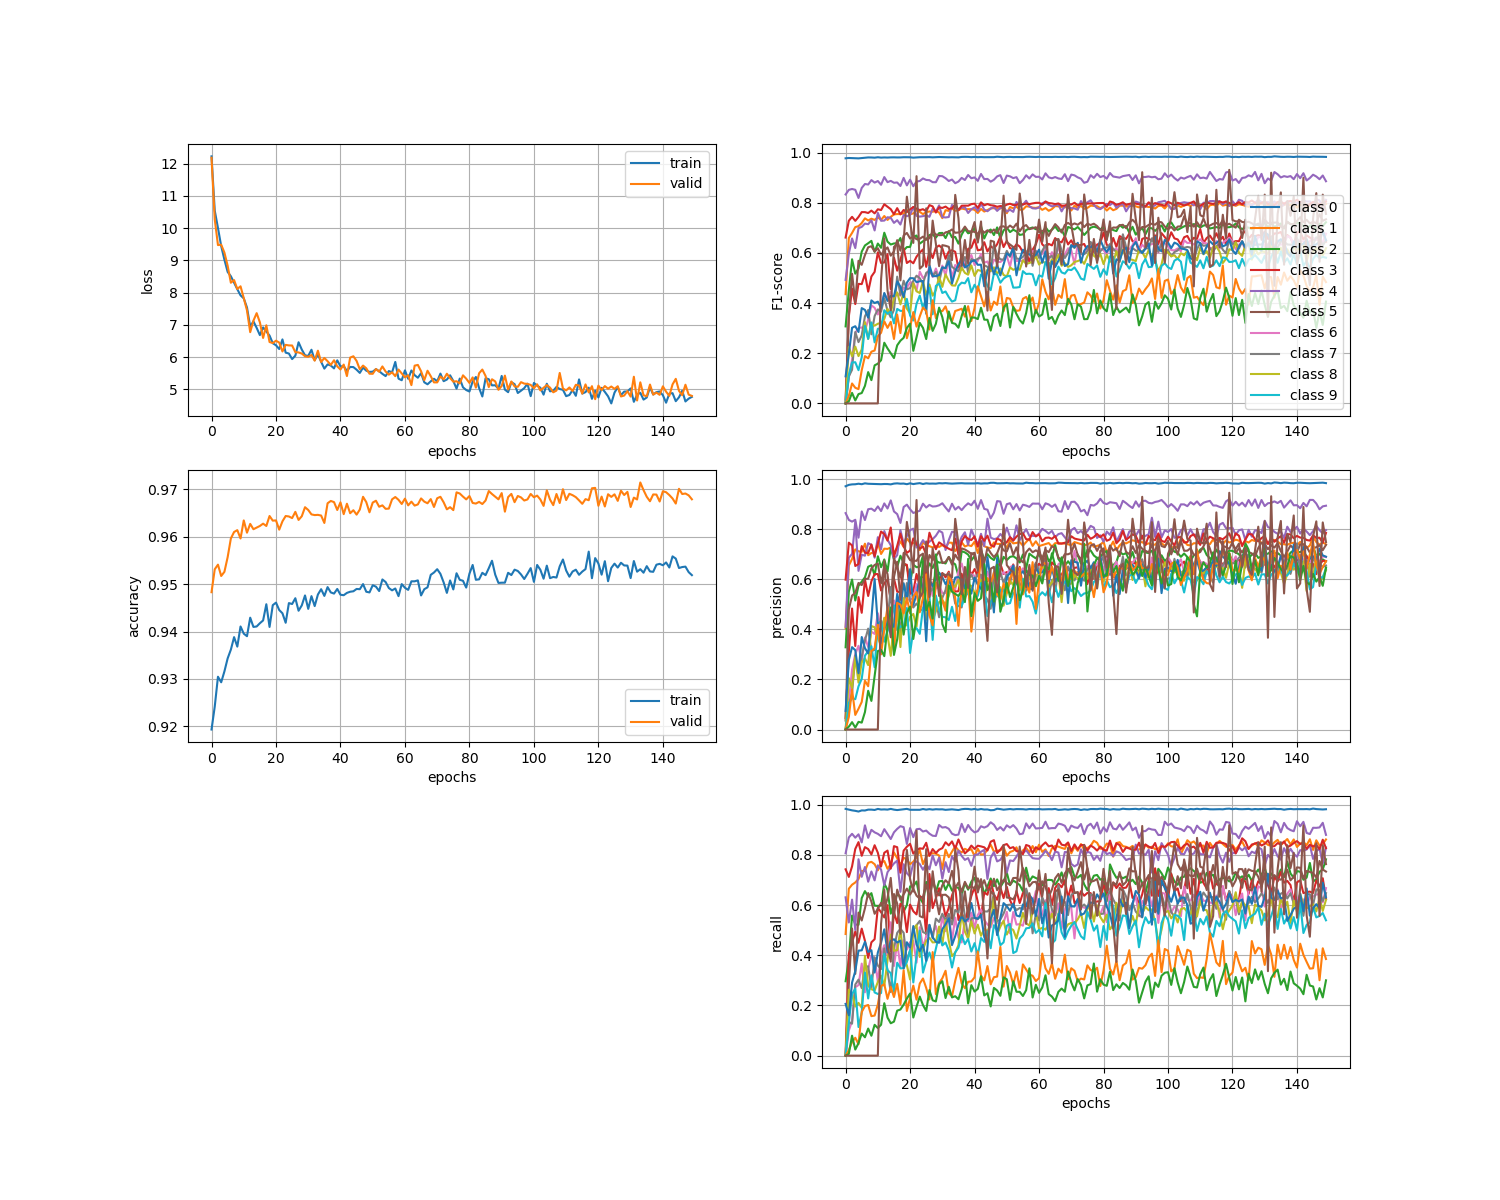 12
11
10
9
8
7
6
5
loss
0 20 40 60 80 100 120 140
epochs
train
valid
1.0
0.8
0.6
0.4
0.2
0.0
F1-score
0 20 40 60 80 100 120 140
epochs
class 0
class 1
class 2
class 3
class 4
class 5
class 6
class 7
class 8
class 9
0.97
0.96
0.95
0.94
0.93
0.92
accuracy
0 20 40 60 80 100 120 140
epochs
train
valid
1.0
0.8
0.6
0.4
0.2
0.0
precision
0 20 40 60 80 100 120 140
epochs
1.0
0.8
0.6
0.4
0.2
0.0
recall
0 20 40 60 80 100 120 140
epochs